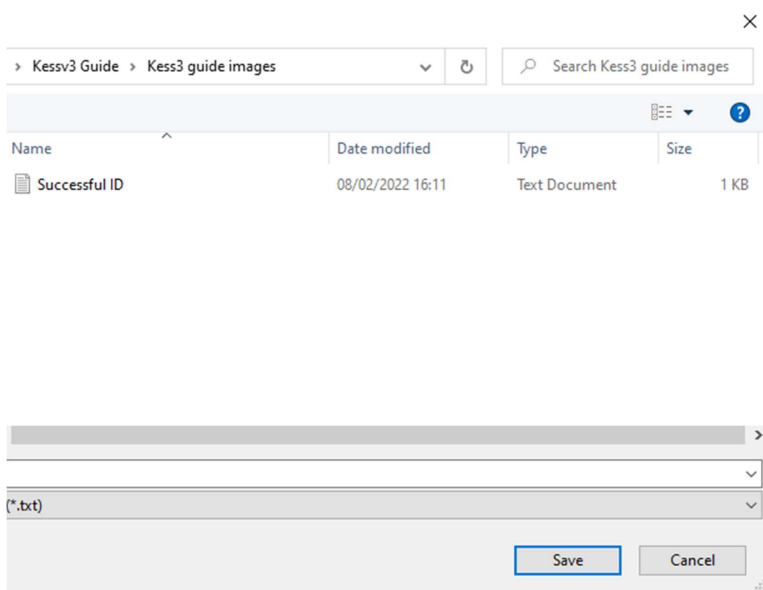 Kessv3 Guide > Kess3 guide images
Search Kess3 guide images
Name Date modified Type Size
Successful ID 08/02/2022 16:11 Text Document 1 KB
(*.txt)
Save Cancel